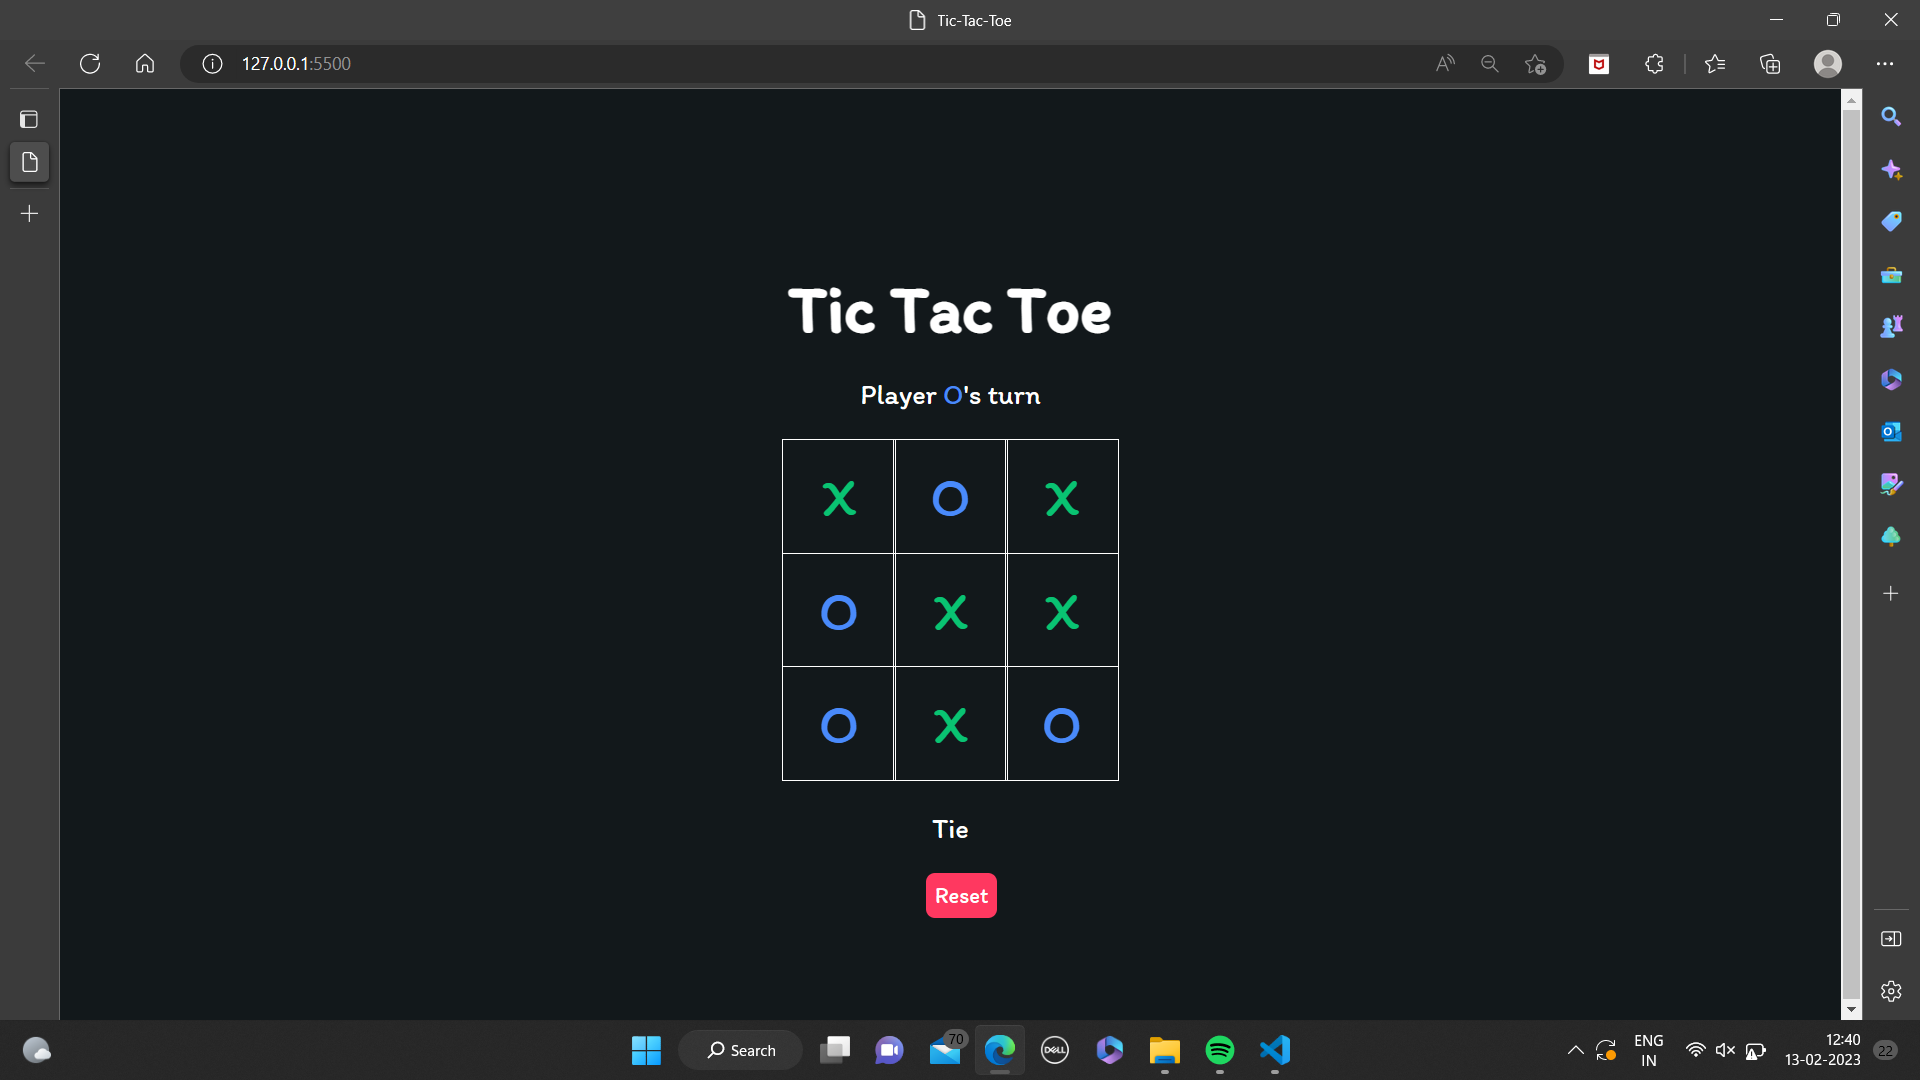 Tic-Tac-Toe
127.0.0.1:5500
Tic Tac Toe
Player O's turn
X O X
O X X
O X O
Tie
Reset
Search
70
DELL
ENG
IN
12:40
13-02-2023
22